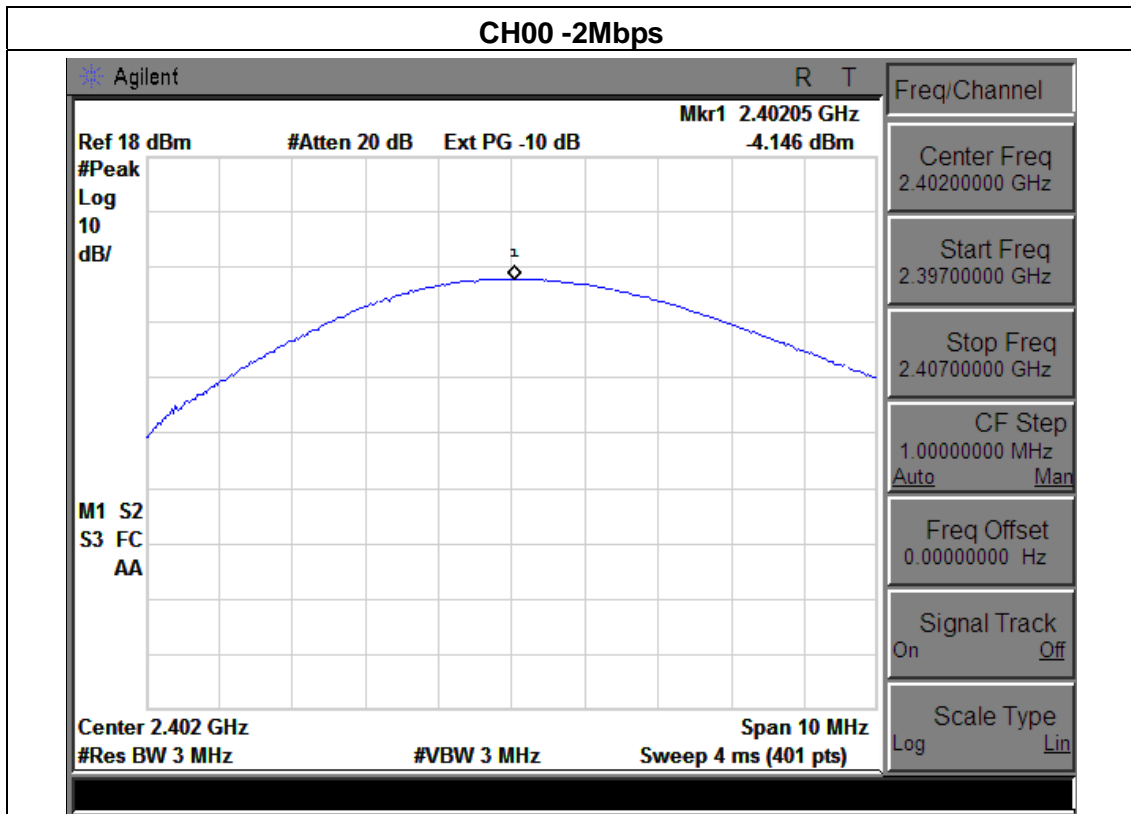 CH00 -2Mbps
Agilent R T
Mkr1 2.40205 GHz
Ref 18 dBm #Atten 20 dB Ext PG -10 dB -4.146 dBm
#Peak
Log
10
dB/
1
M1 S2
S3 FC
AA
Center 2.402 GHz Span 10 MHz
#Res BW 3 MHz #VBW 3 MHz Sweep 4 ms (401 pts)
Freq/Channel
Center Freq
2.40200000 GHz
Start Freq
2.39700000 GHz
Stop Freq
2.40700000 GHz
CF Step
1.00000000 MHz
Auto Man
Freq Offset
0.00000000 Hz
Signal Track
On Off
Scale Type
Log Lin